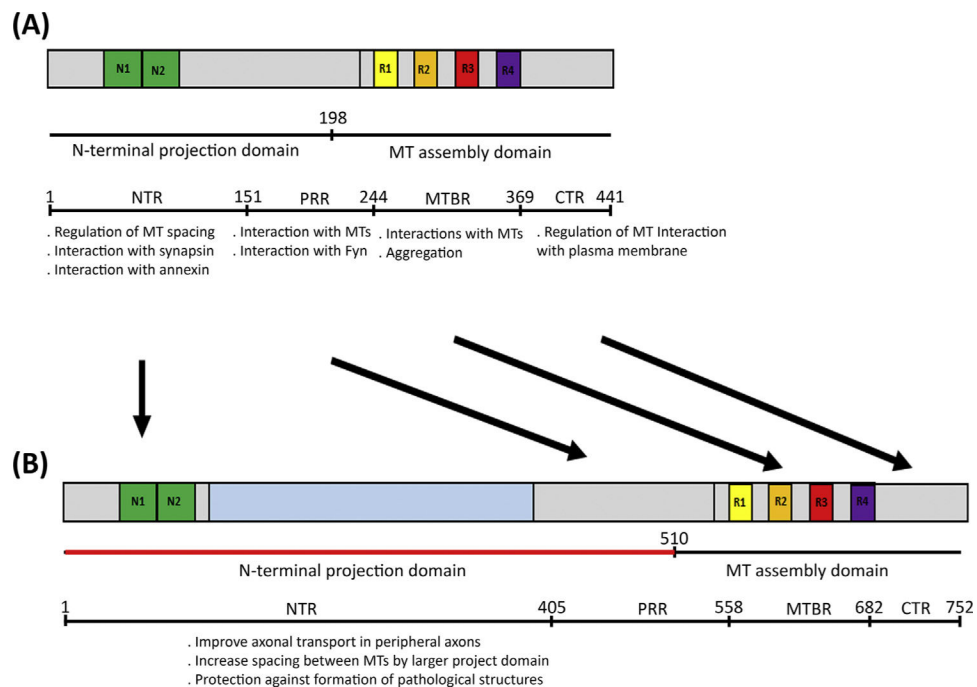 (A)
N1 N2 R1 R2 R3 R4
198
N-terminal projection domain MT assembly domain
1 NTR 151 PRR 244 MTBR 369 CTR 441
. Regulation of MT spacing
. Interaction with synapsin
. Interaction with annexin
. Interaction with MTs
. Interaction with Fyn
. Interactions with MTs
. Aggregation
. Regulation of MT Interaction
with plasma membrane
(B)
N1 N2 R1 R2 R3 R4
510
N-terminal projection domain MT assembly domain
1 NTR 405 PRR 558 MTBR 682 CTR 752
. Improve axonal transport in peripheral axons
. Increase spacing between MTs by larger project domain
. Protection against formation of pathological structures